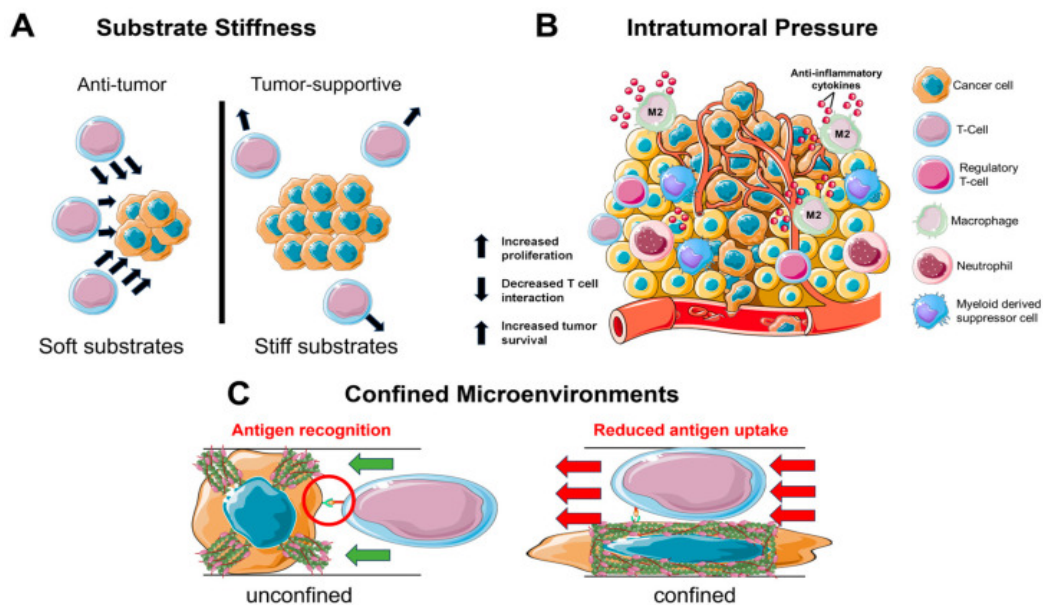 A Substrate Stiffness
Anti-tumor
Tumor-supportive
Increased
proliferation
Decreased T cell
interaction
Increased tumor
survival
Soft substrates
Stiff substrates
B Intratumoral Pressure
Anti-inflammatory
cytokines
M2
M2
M2
Cancer cell
T-Cell
Regulatory
T-cell
Macrophage
Neutrophil
Myeloid derived
suppressor cell
C Confined Microenvironments
Antigen recognition
Reduced antigen uptake
unconfined
confined